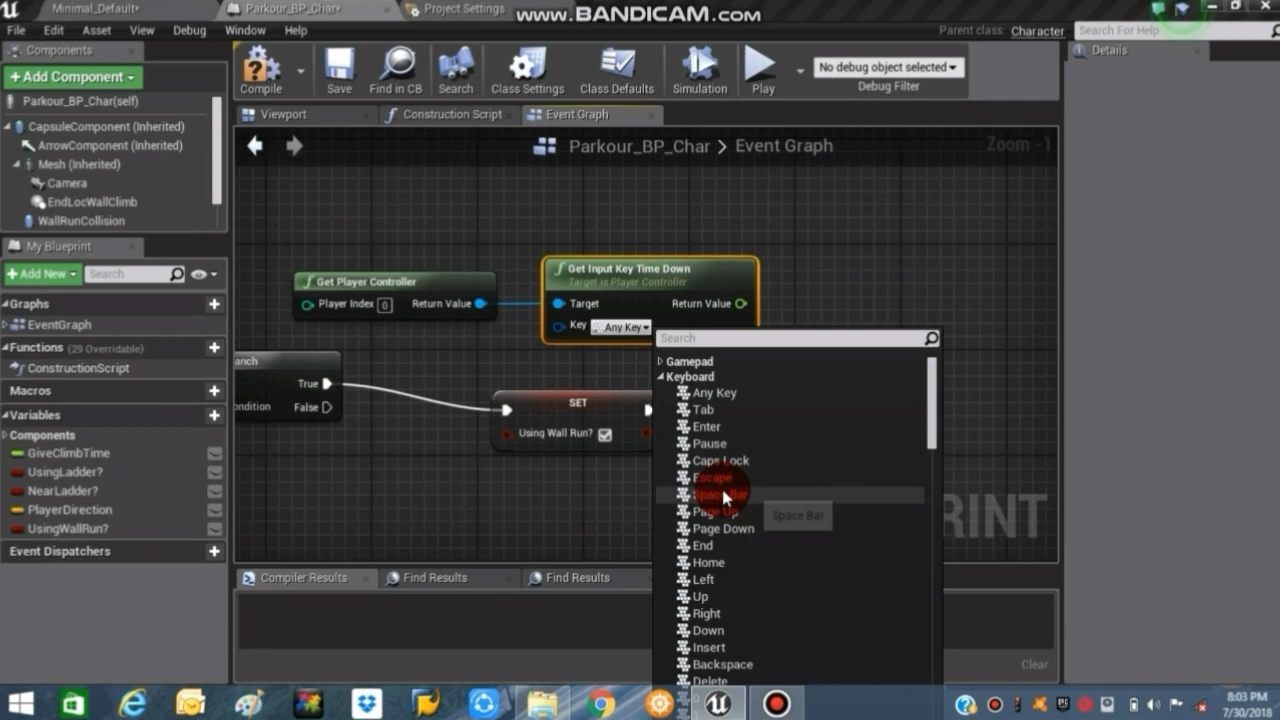 Minimal_Default*
Parkour_BP_Char*
Project Settings
www.BANDICAM.com
File Edit Asset View Debug Window Help
Parent class: Character
Search For Help
Components
Details
+Add Component
Compile
Save
Find in CB
Search
Class Settings
Class Defaults
Simulation
Play
No debug object selected
Debug Filter
Parkour_BP_Char(self)
Viewport
Construction Script
Event Graph
CapsuleComponent (Inherited)
ArrowComponent (Inherited)
Mesh (Inherited)
Camera
EndLocWallClimb
WallRunCollision
Parkour_BP_Char > Event Graph
Zoom -1
My Blueprint
+Add New
Search
Graphs
EventGraph
Functions (29 Overridable)
ConstructionScript
Macros
Variables
Components
GiveClimbTime
UsingLadder?
NearLadder?
PlayerDirection
UsingWallRun?
Event Dispatchers
Get Player Controller
Player Index 0 Return Value
Get Input Key Time Down
Target is Player Controller
Target Return Value
Key Any Key
anch
True
ondition False
SET
Using Wall Run?
Search
Gamepad
Keyboard
Any Key
Tab
Enter
Pause
Caps Lock
Escape
Space Bar
Page Up
Space Bar
Page Down
End
Home
Left
Up
Right
Down
Insert
Backspace
Delete
RINT
Compiler Results
Find Results
Find Results
Clear
8:03 PM
7/30/2018